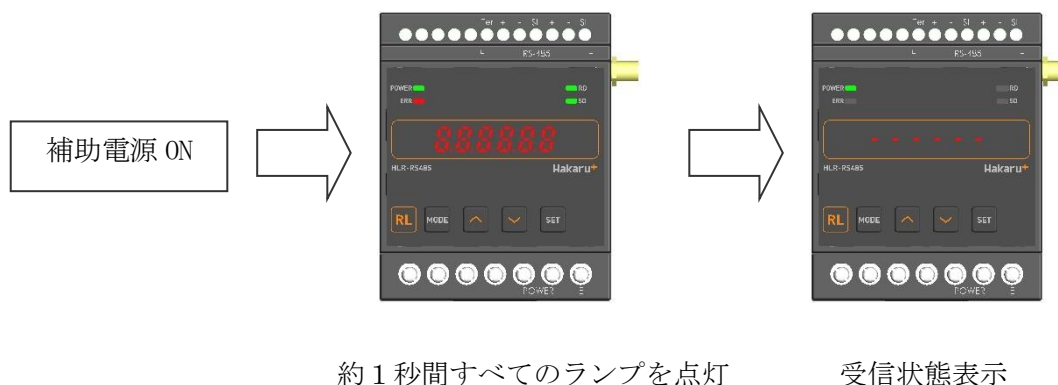 補助電源 ON
Ter + - SI + - SI
RS-485 -
POWER
ERR
RD
SD
888888
HLR-RS485
Hakaru+
RL MODE SET
POWER
約1秒間すべてのランプを点灯
Ter + - SI + - SI
RS-485 -
POWER
ERR
RD
SD
- - - - - -
HLR-RS485
Hakaru+
RL MODE SET
POWER
受信状態表示